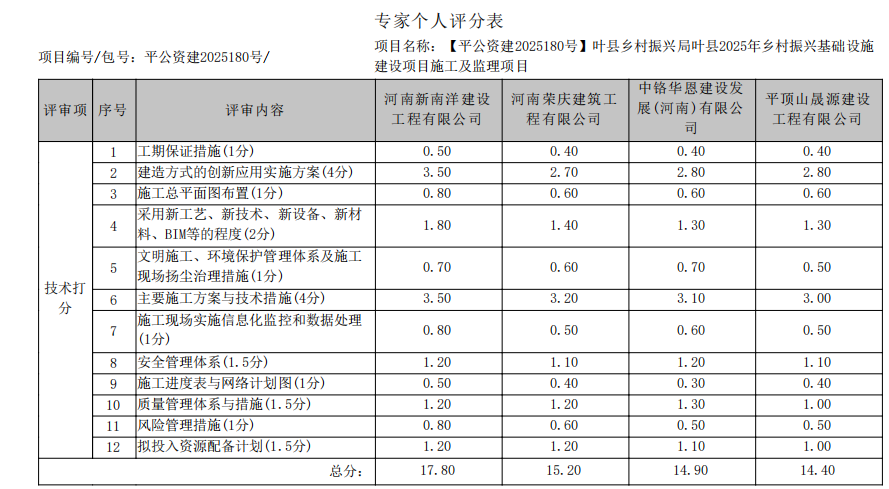 专家个人评分表
项目编号/包号: 平公资建2025180号/
项目名称: 【平公资建2025180号】叶县乡村振兴局叶县2025年乡村振兴基础设施
建设项目施工及监理项目
评审项 序号 评审内容 河南新南洋建设 河南荣庆建筑工 中铬华恩建设发 平顶山晟源建设
工程有限公司 程有限公司 展(河南)有限公 工程有限公司
司
技术打
分
1 工期保证措施(1分) 0.50 0.40 0.40 0.40
2 建造方式的创新应用实施方案(4分) 3.50 2.70 2.80 2.80
3 施工总平面图布置(1分) 0.80 0.60 0.60 0.60
4 采用新工艺、新技术、新设备、新材 1.80 1.40 1.30 1.30
料、BIM等的程度(2分)
5 文明施工、环境保护管理体系及施工 0.70 0.60 0.70 0.50
现场扬尘治理措施(1分)
6 主要施工方案与技术措施(4分) 3.50 3.20 3.10 3.00
7 施工现场实施信息化监控和数据处理 0.80 0.50 0.60 0.50
(1分)
8 安全管理体系(1.5分) 1.20 1.10 1.20 1.10
9 施工进度表与网络计划图(1分) 0.50 0.40 0.30 0.40
10 质量管理体系与措施(1.5分) 1.20 1.20 1.30 1.00
11 风险管理措施(1分) 0.80 0.60 0.50 0.50
12 拟投入资源配备计划(1.5分) 1.20 1.20 1.10 1.00
总分: 17.80 15.20 14.90 14.40